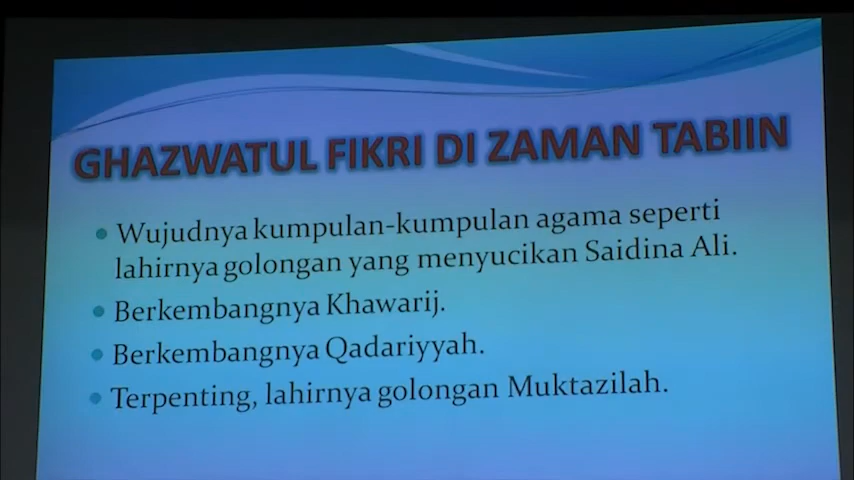 GHAZWATUL FIKRI DI ZAMAN TABIIN
Wujudnya kumpulan-kumpulan agama seperti
lahirnya golongan yang menyucikan Saidina Ali.
Berkembangnya Khawarij.
Berkembangnya Qadariyyah.
Terpenting, lahirnya golongan Muktazilah.